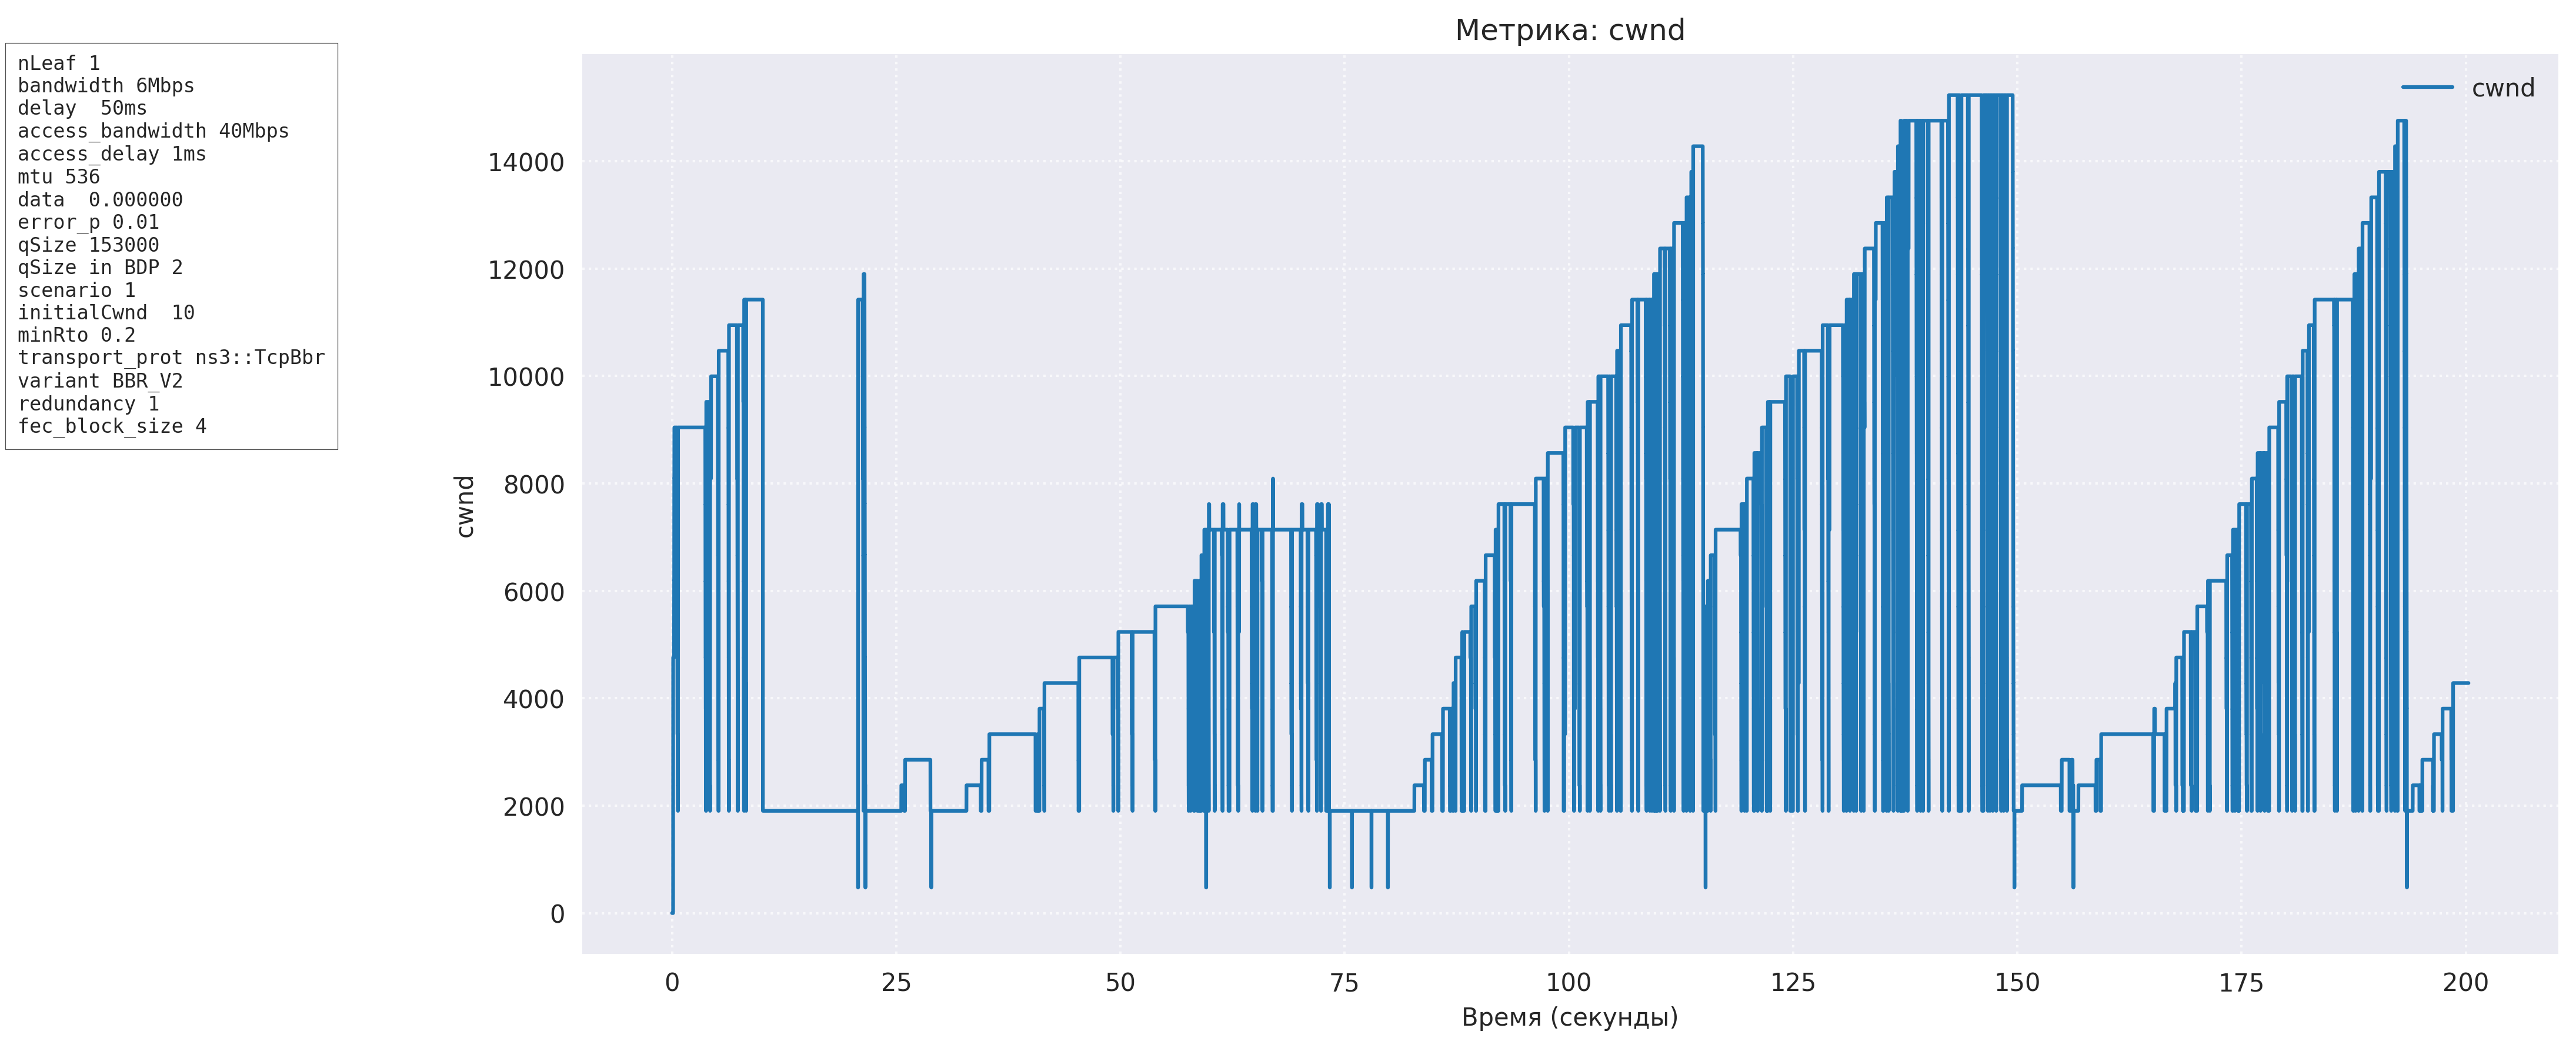 Метрика: cwnd
nLeaf 1
bandwidth 6Mbps
delay  50ms
access_bandwidth 40Mbps
access_delay 1ms
mtu 536
data  0.000000
error_p 0.01
qSize 153000
qSize in BDP 2
scenario 1
initialCwnd  10
minRto 0.2
transport_prot ns3::TcpBbr
variant BBR_V2
redundancy 1
fec_block_size 4
cwnd
14000
12000
10000
8000
6000
4000
2000
0
cwnd
0 25 50 75 100 125 150 175 200
Время (секунды)